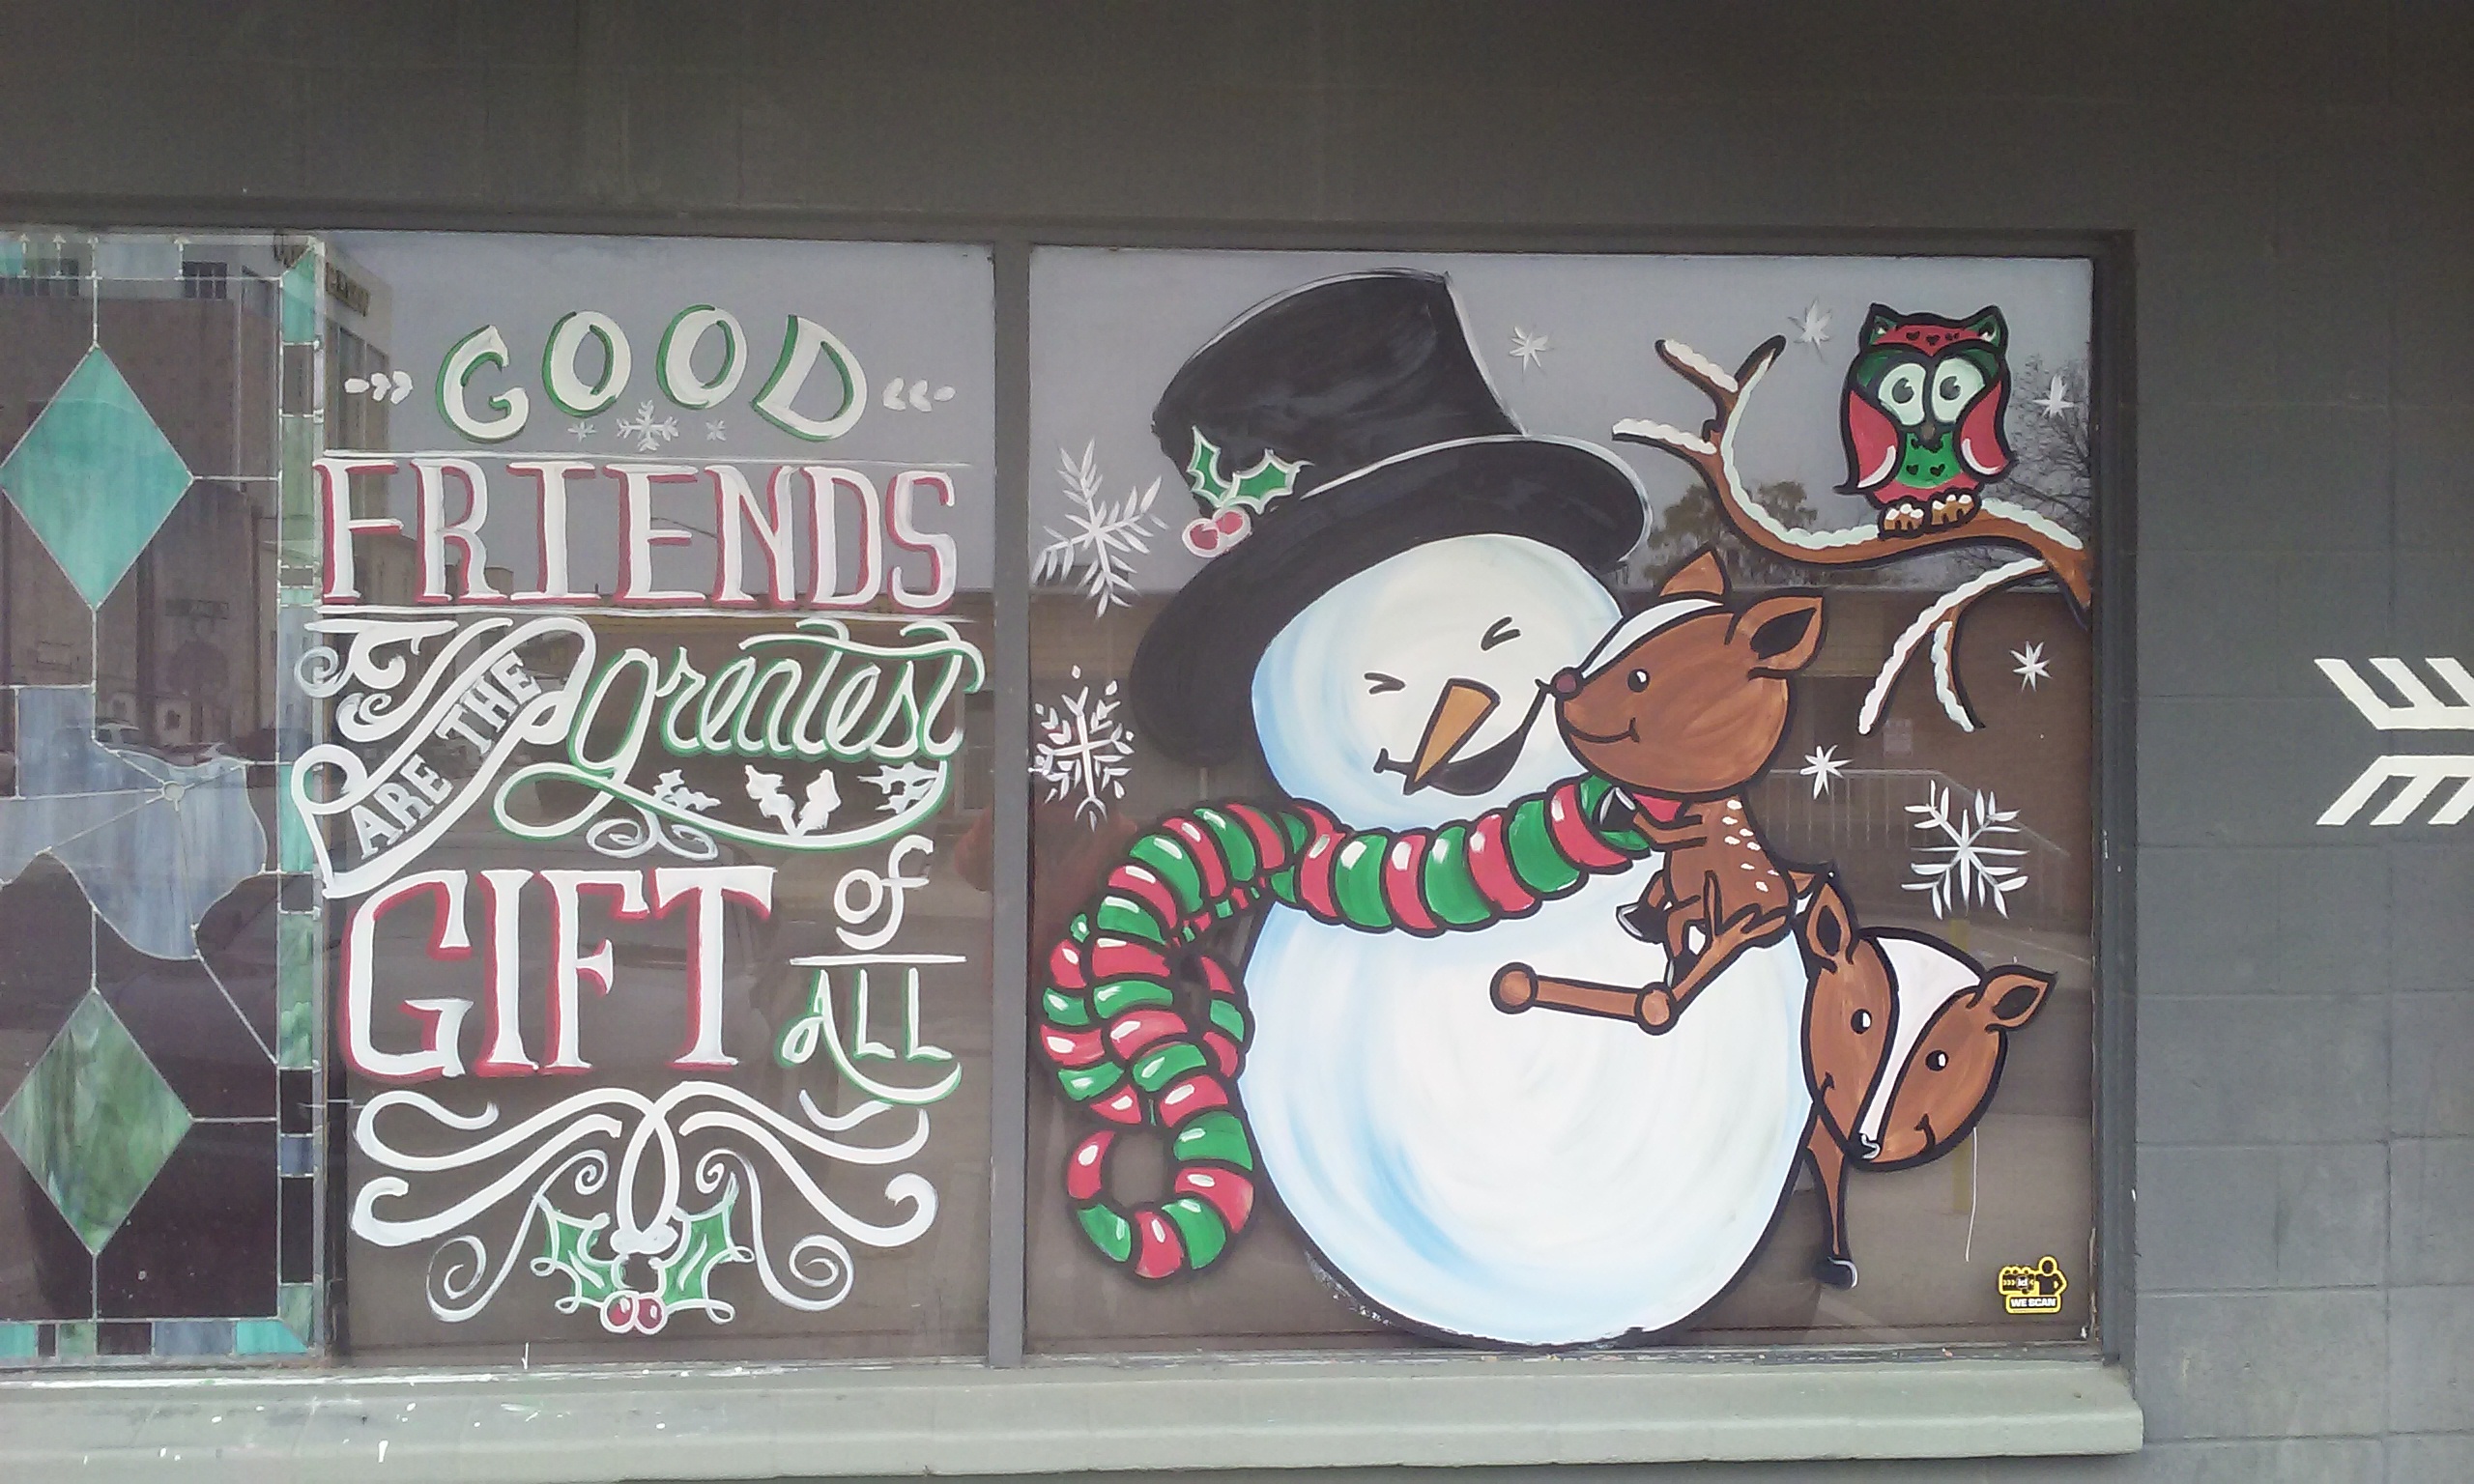 GOOD
FRIENDS
ARE THE greatest
GIFT of
ALL
WE SCAN